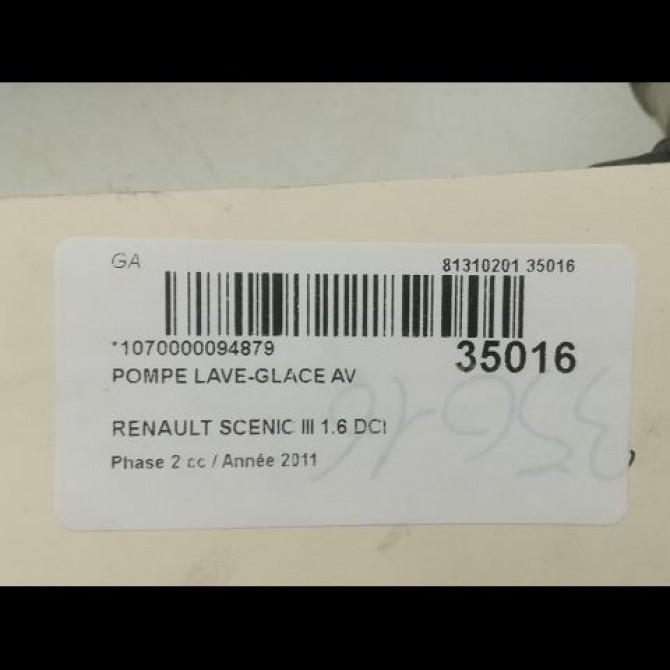 GA
81310201 35016
*1070000094879
35016
POMPE LAVE-GLACE AV
RENAULT SCENIC III 1.6 DCI
Phase 2 cc / Année 2011